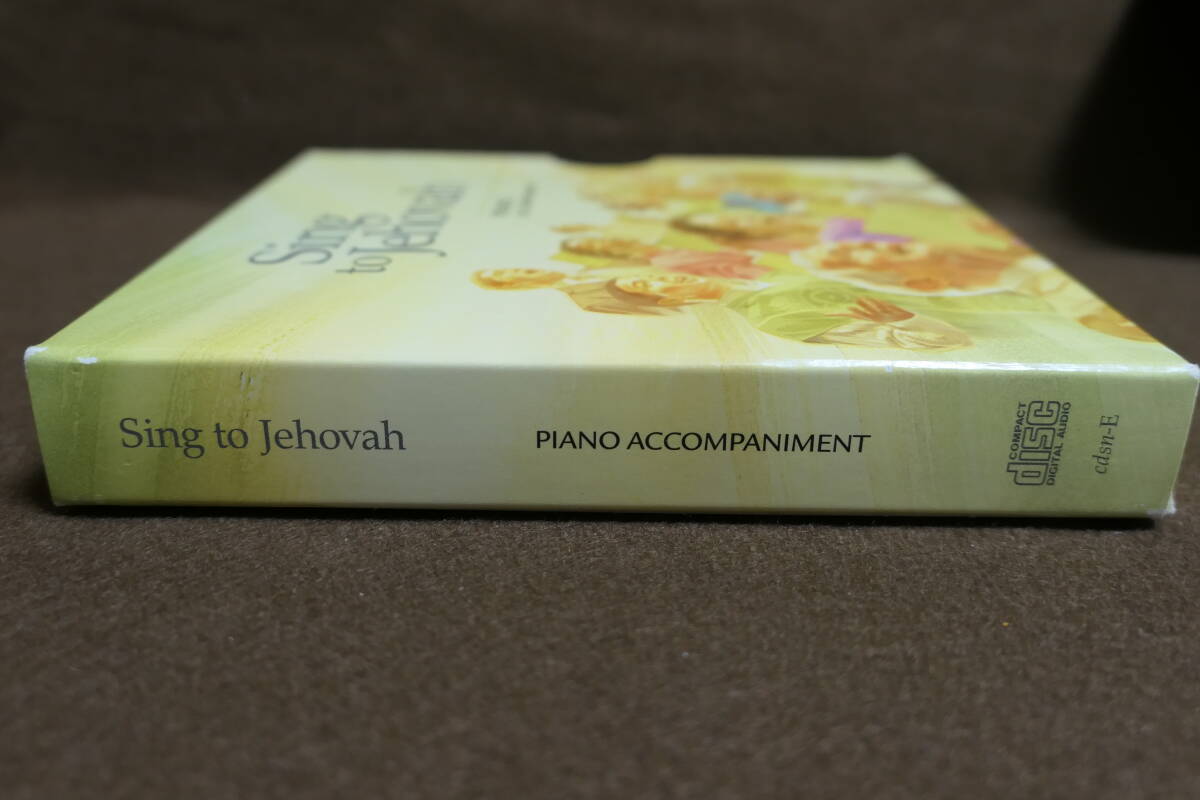 Sing
to Jehovah
Sing to Jehovah
PIANO ACCOMPANIMENT
COMPACT
disc
DIGITAL AUDIO
cdsn-E